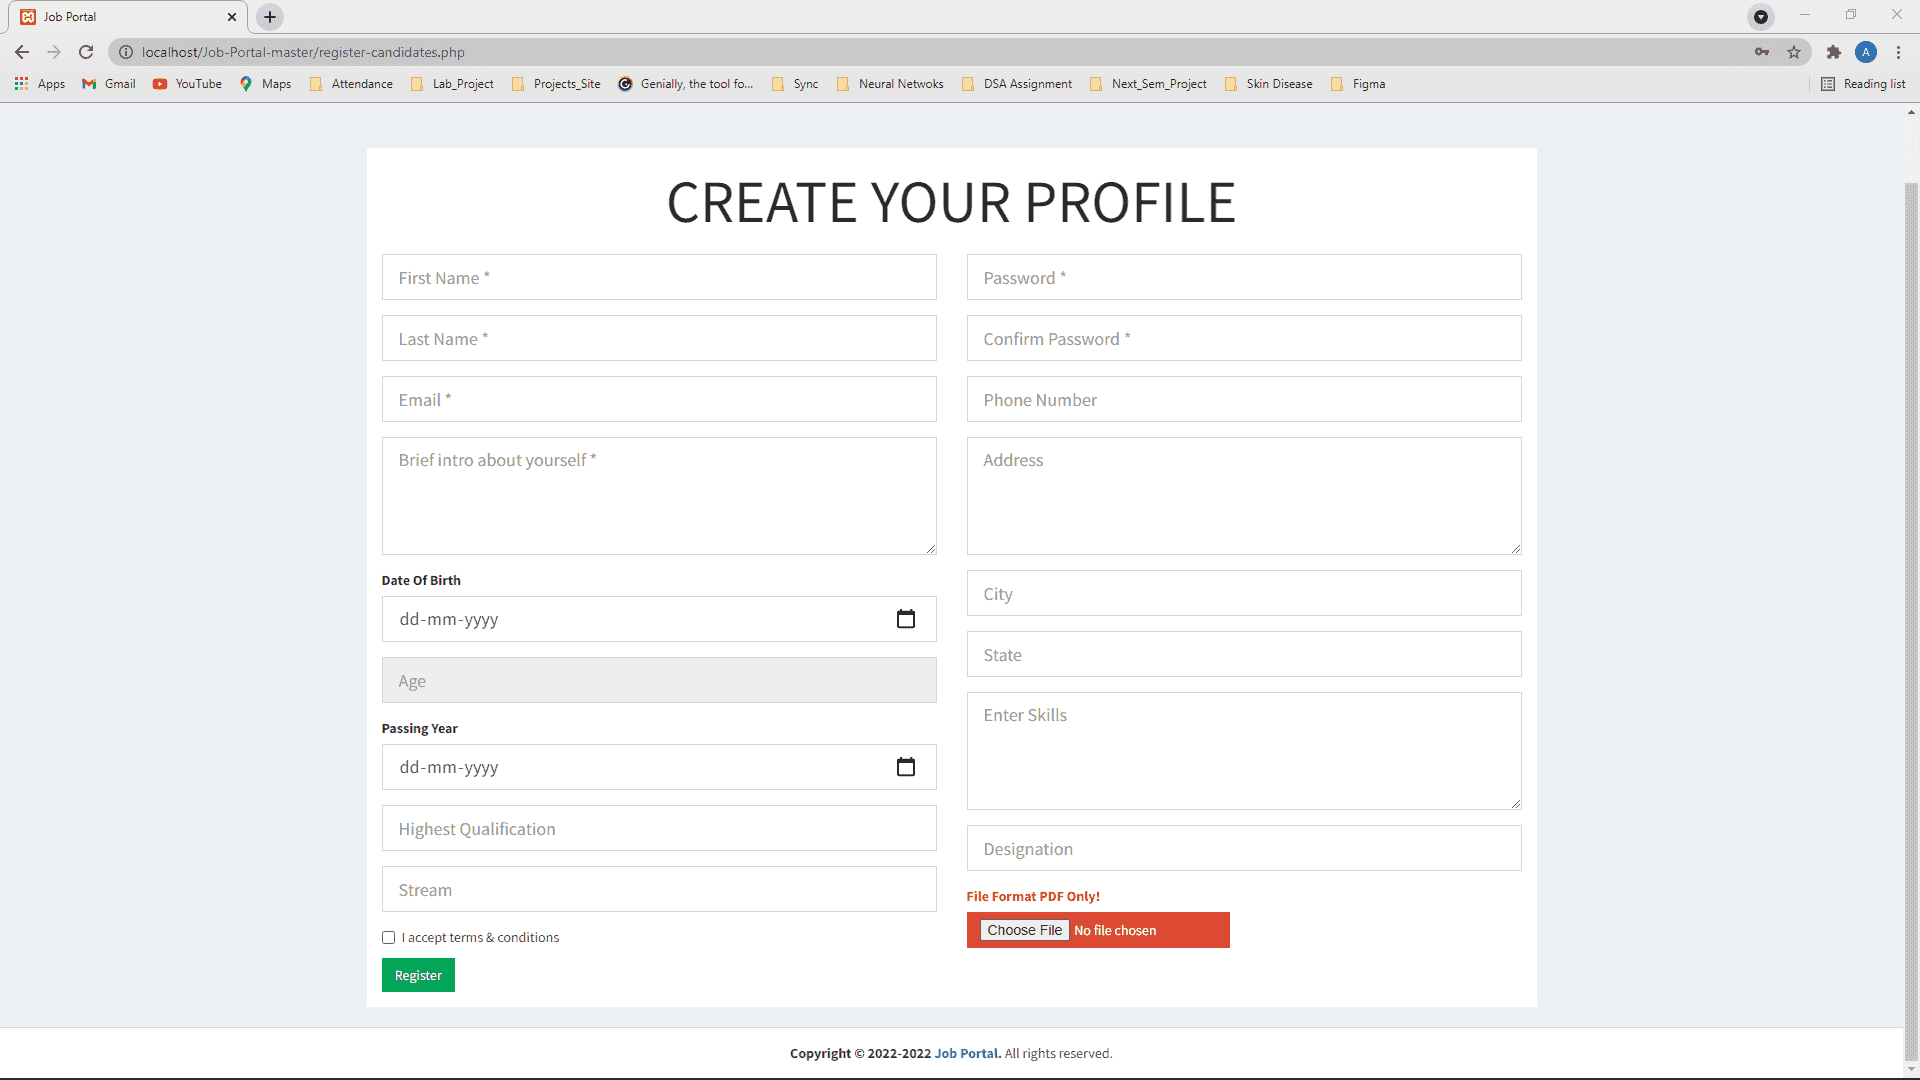 Job Portal
localhost/Job-Portal-master/register-candidates.php
A
Apps Gmail YouTube Maps Attendance Lab_Project Projects_Site Genially, the tool fo... Sync Neural Netwoks DSA Assignment Next_Sem_Project Skin Disease Figma Reading list
CREATE YOUR PROFILE
First Name *
Last Name *
Email *
Brief intro about yourself *
Date Of Birth
dd-mm-yyyy
Age
Passing Year
dd-mm-yyyy
Highest Qualification
Stream
I accept terms & conditions
Register
Password *
Confirm Password *
Phone Number
Address
City
State
Enter Skills
Designation
File Format PDF Only!
Choose File No file chosen
Copyright © 2022-2022 Job Portal. All rights reserved.